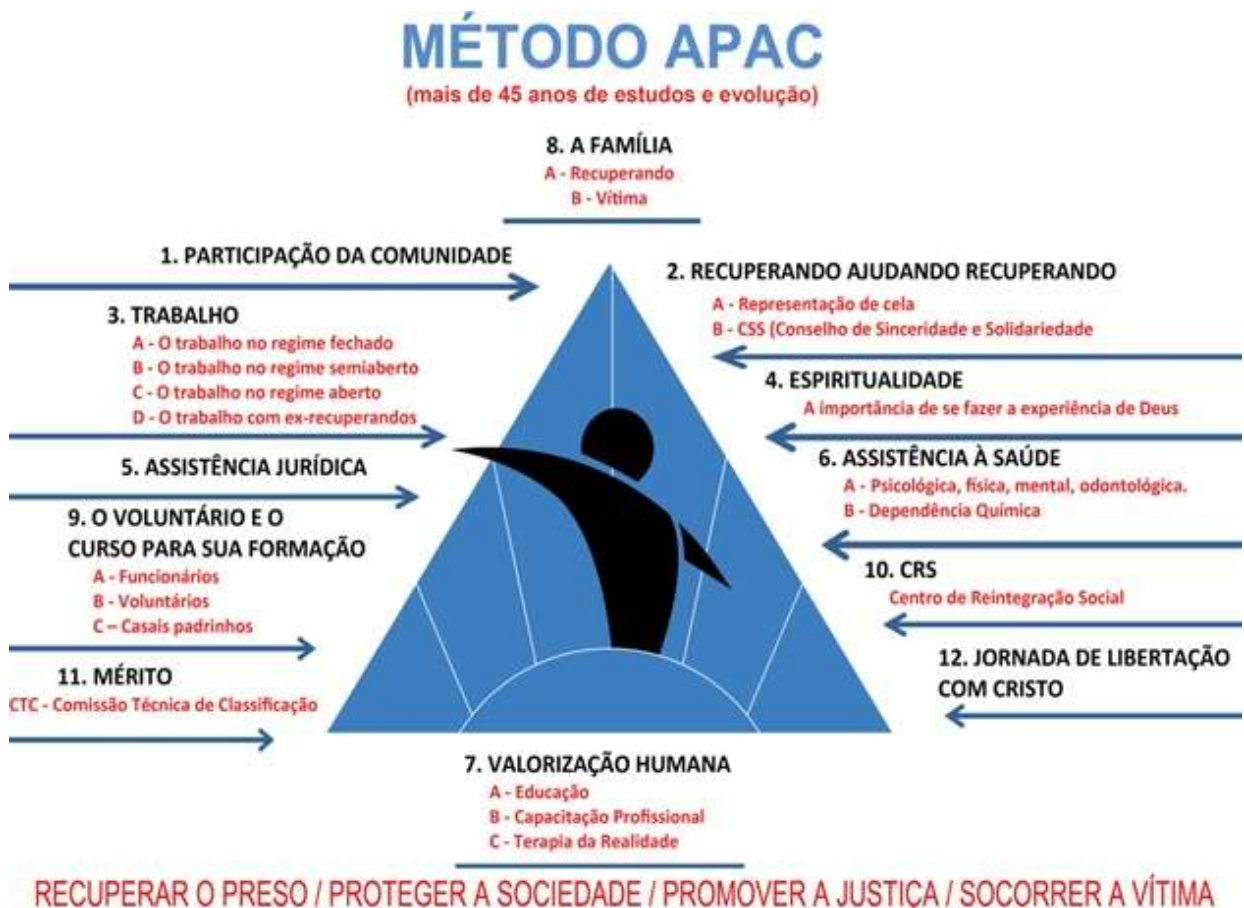 MÉTODO APAC
(mais de 45 anos de estudos e evolução)
8. A FAMÍLIA
A - Recuperando
B - Vítima
1. PARTICIPAÇÃO DA COMUNIDADE
2. RECUPERANDO AJUDANDO RECUPERANDO
A - Representação de cela
B - CSS (Conselho de Sinceridade e Solidariedade
3. TRABALHO
A - O trabalho no regime fechado
B - O trabalho no regime semiaberto
C - O trabalho no regime aberto
D - O trabalho com ex-recuperandos
4. ESPIRITUALIDADE
A importância de se fazer a experiência de Deus
5. ASSISTÊNCIA JURÍDICA
6. ASSISTÊNCIA À SAÚDE
A - Psicológica, física, mental, odontológica.
B - Dependência Química
9. O VOLUNTÁRIO E O
CURSO PARA SUA FORMAÇÃO
A - Funcionários
B - Voluntários
C – Casais padrinhos
10. CRS
Centro de Reintegração Social
11. MÉRITO
CTC - Comissão Técnica de Classificação
12. JORNADA DE LIBERTAÇÃO
COM CRISTO
7. VALORIZAÇÃO HUMANA
A - Educação
B - Capacitação Profissional
C - Terapia da Realidade
RECUPERAR O PRESO / PROTEGER A SOCIEDADE / PROMOVER A JUSTIÇA / SOCORRER A VÍTIMA